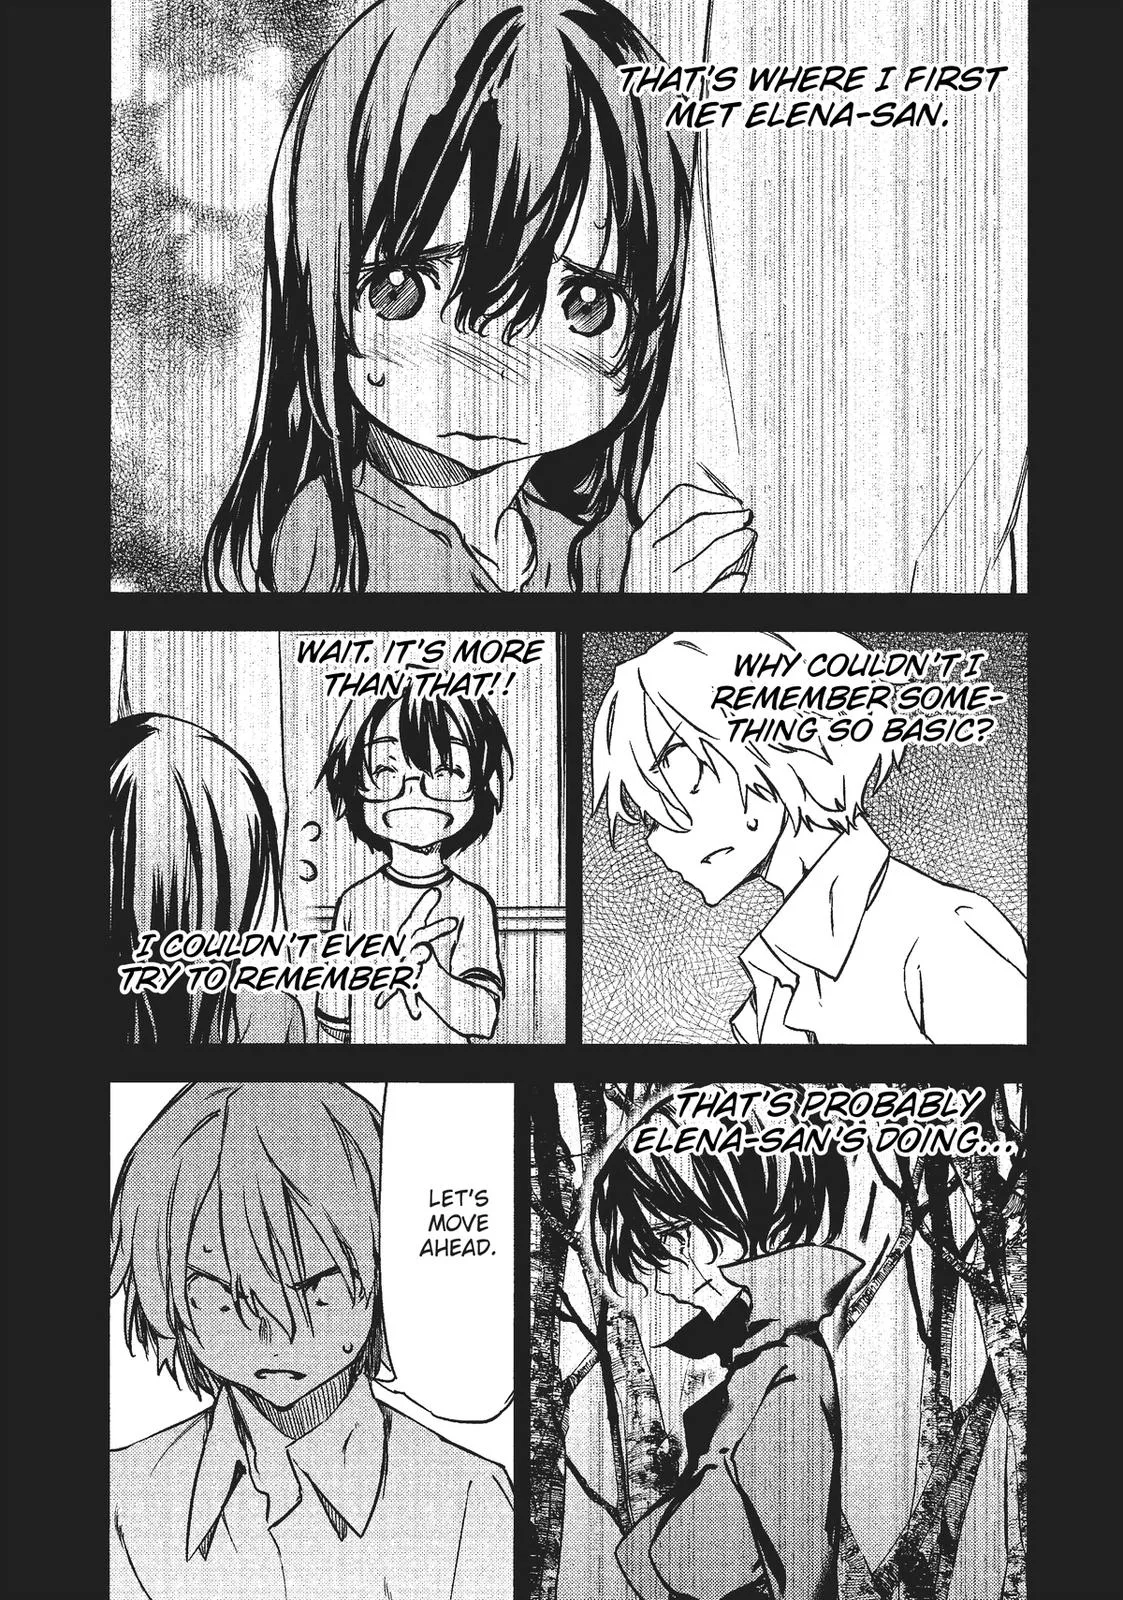 THAT'S WHERE I FIRST
MET ELENA-SAN.
WHY COULDN'T I
REMEMBER SOME-
THING SO BASIC?
WAIT. IT'S MORE
THAN THAT!!
I COULDN'T EVEN
TRY TO REMEMBER!
THAT'S PROBABLY
ELENA-SAN'S DOING...
LET'S
MOVE
AHEAD.